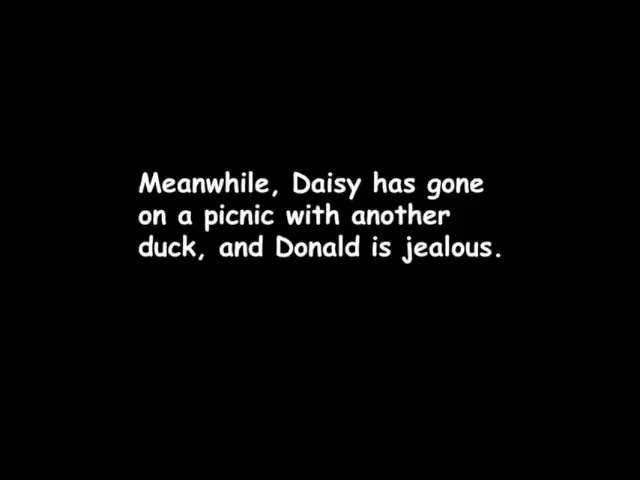 Meanwhile, Daisy has gone
on a picnic with another
duck, and Donald is jealous.